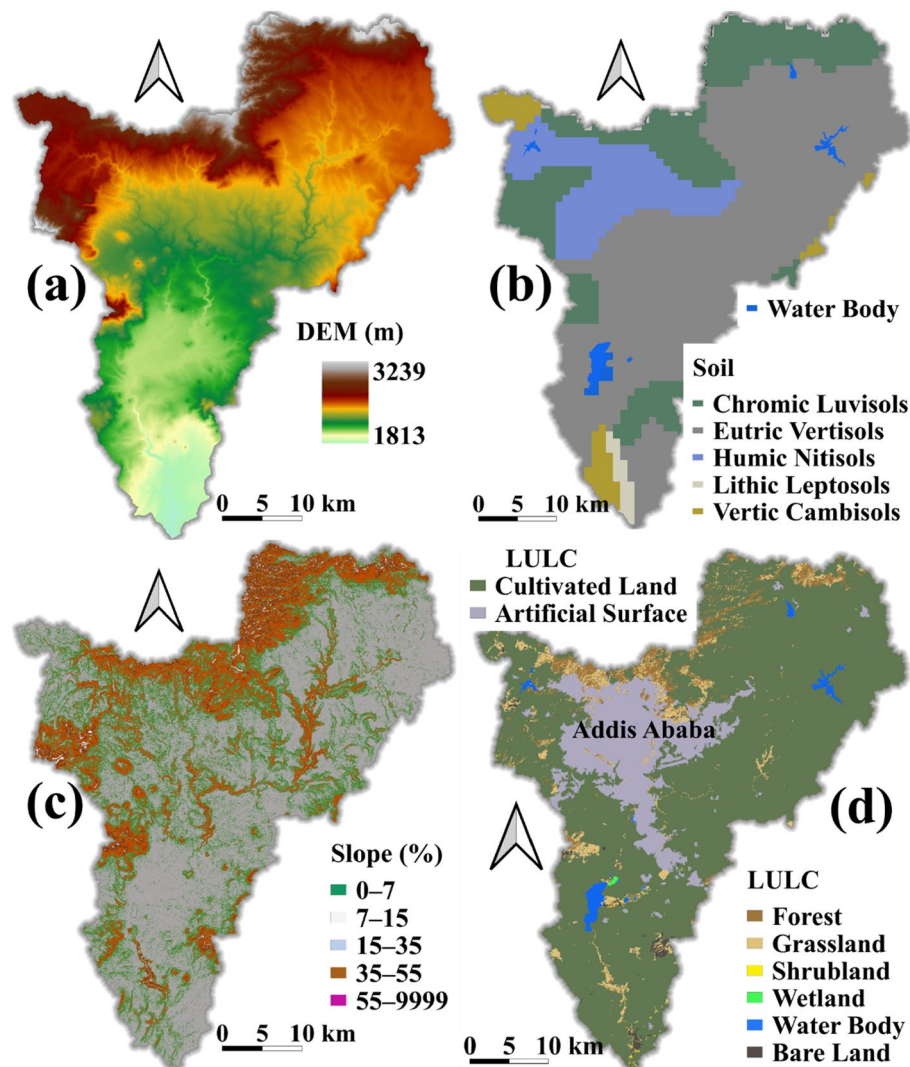 (a)
DEM (m)
3239
1813
0 5 10 km
(b)
Water Body
Soil
Chromic Luvisols
Eutric Vertisols
Humic Nitisols
Lithic Leptosols
Vertic Cambisols
0 5 10 km
(c)
Slope (%)
0–7
7–15
15–35
35–55
55–9999
0 5 10 km
LULC
Cultivated Land
Artificial Surface
Addis Ababa
(d)
LULC
Forest
Grassland
Shrubland
Wetland
Water Body
Bare Land
0 5 10 km